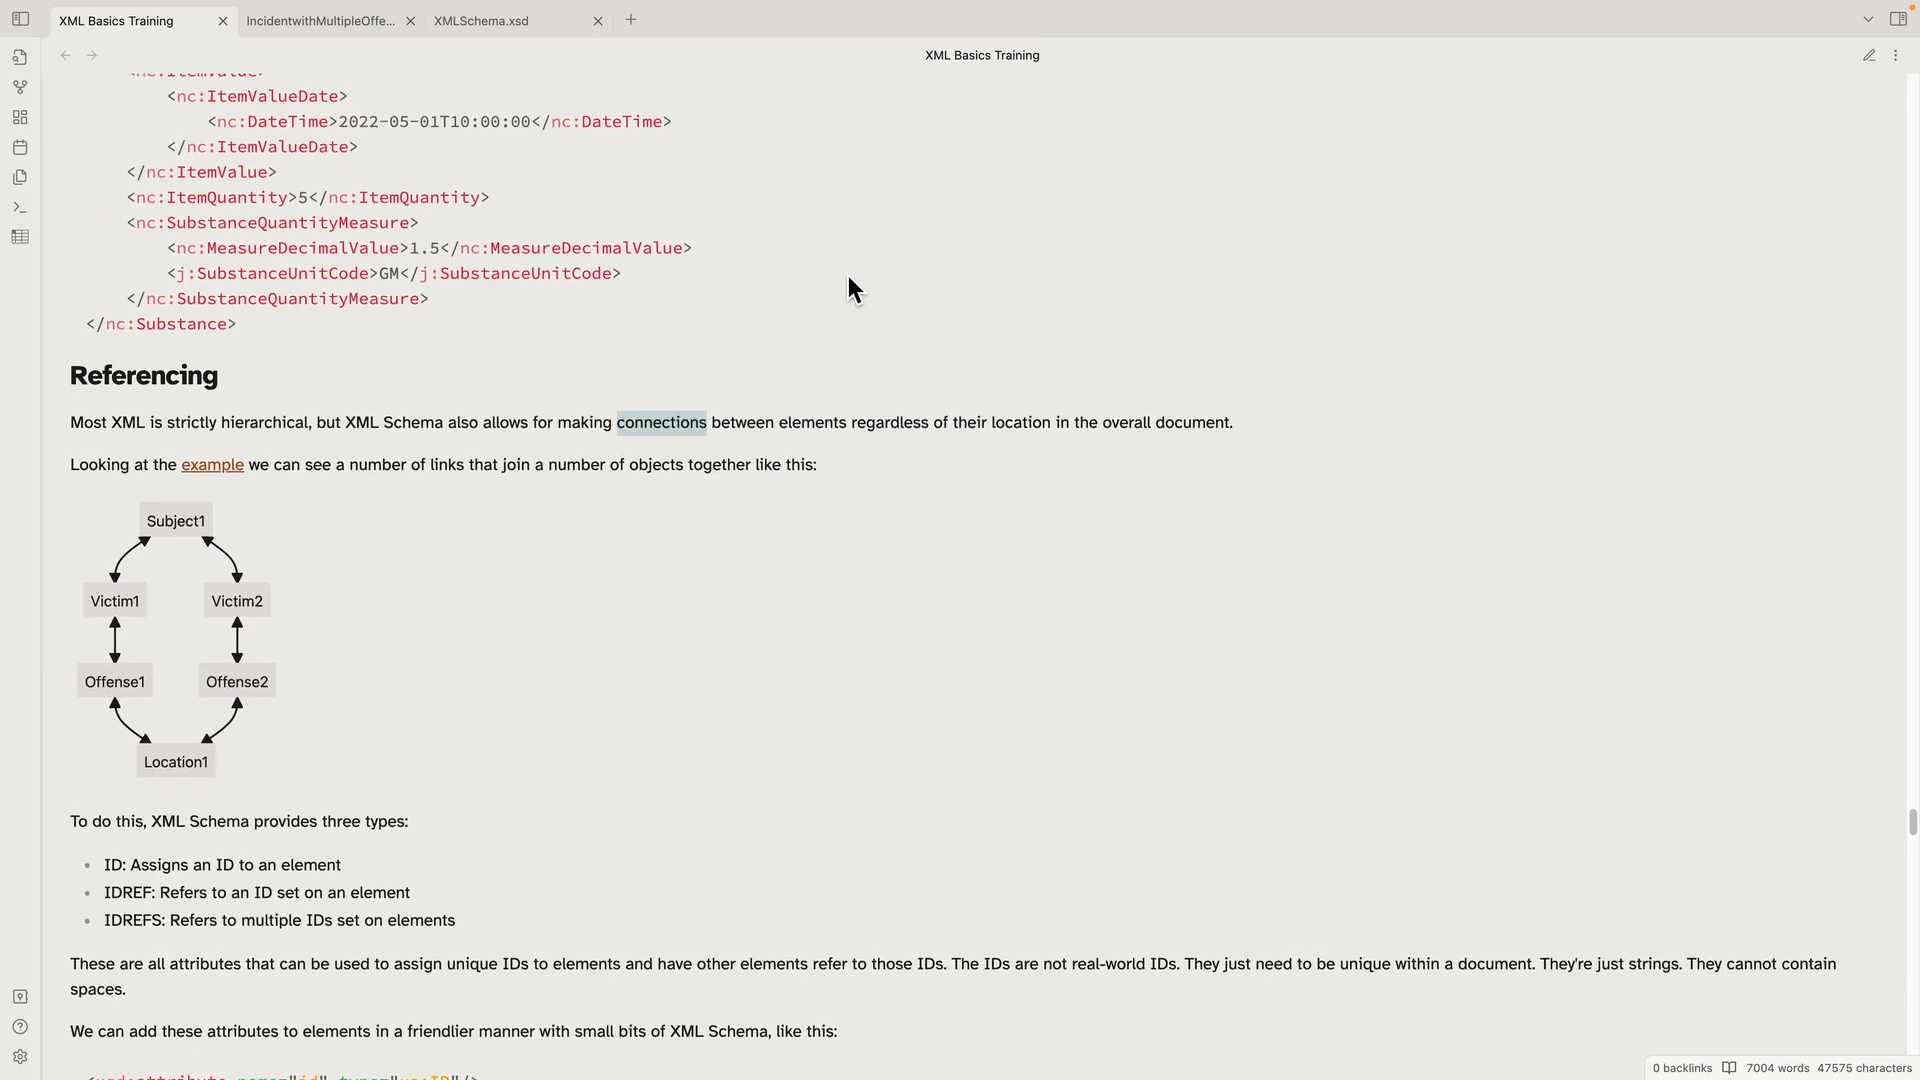 XML Basics Training
IncidentwithMultipleOffe...
XMLSchema.xsd
XML Basics Training
<nc:ItemValue>
<nc:ItemValueDate>
<nc:DateTime>2022-05-01T10:00:00</nc:DateTime>
</nc:ItemValueDate>
</nc:ItemValue>
<nc:ItemQuantity>5</nc:ItemQuantity>
<nc:SubstanceQuantityMeasure>
<nc:MeasureDecimalValue>1.5</nc:MeasureDecimalValue>
<j:SubstanceUnitCode>GM</j:SubstanceUnitCode>
</nc:SubstanceQuantityMeasure>
</nc:Substance>
Referencing
Most XML is strictly hierarchical, but XML Schema also allows for making connections between elements regardless of their location in the overall document.
Looking at the example we can see a number of links that join a number of objects together like this:
Subject1
Victim1 Victim2
Offense1 Offense2
Location1
To do this, XML Schema provides three types:
• ID: Assigns an ID to an element
• IDREF: Refers to an ID set on an element
• IDREFS: Refers to multiple IDs set on elements
These are all attributes that can be used to assign unique IDs to elements and have other elements refer to those IDs. The IDs are not real-world IDs. They just need to be unique within a document. They're just strings. They cannot contain
spaces.
We can add these attributes to elements in a friendlier manner with small bits of XML Schema, like this:
<xsd:attribute name="id" type="xs:ID"/>
0 backlinks 7004 words 47575 characters